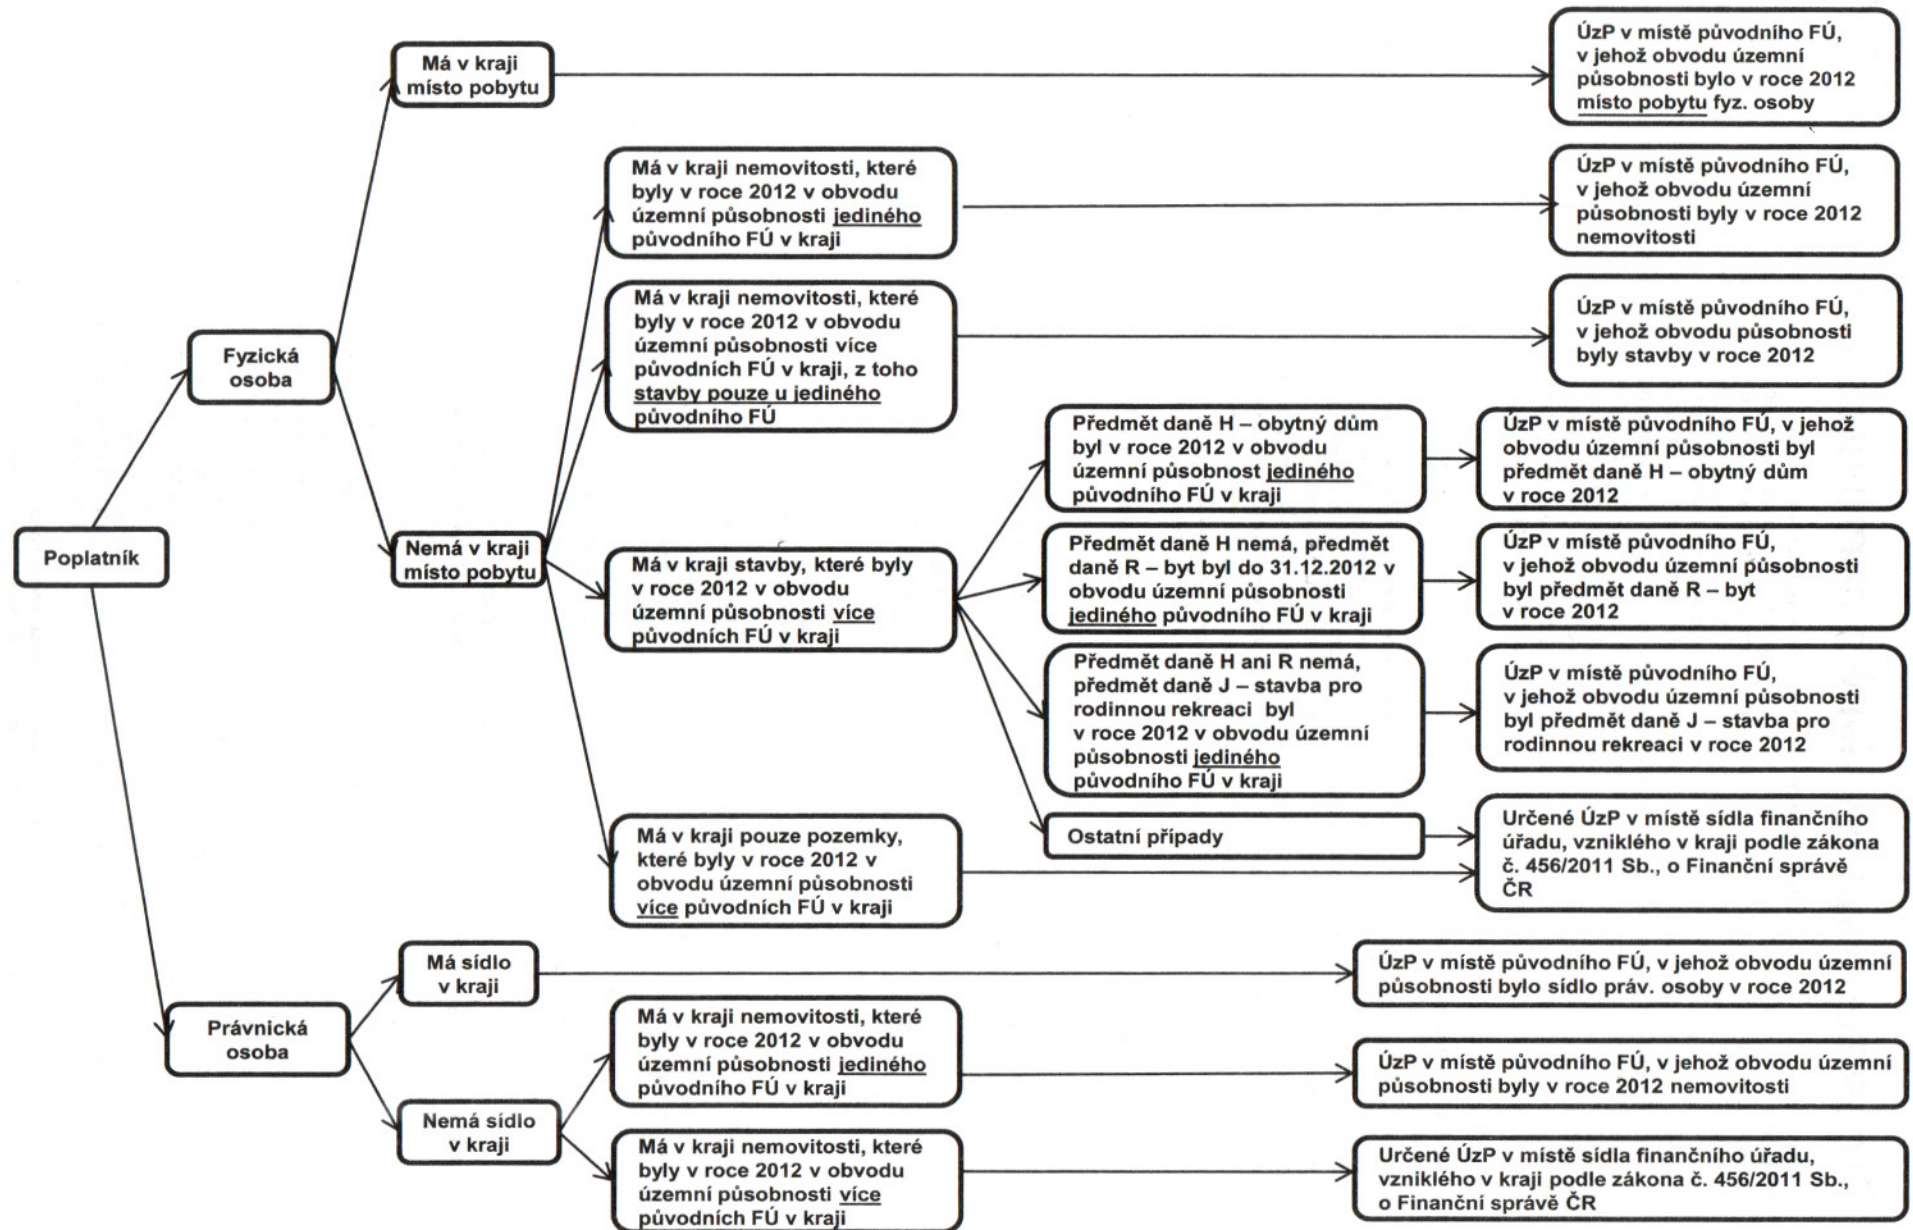 Poplatník
Fyzická
osoba
Má v kraji
místo pobytu
ÚzP v místě původního FÚ,
v jehož obvodu územní
působnosti bylo v roce 2012
místo pobytu fyz. osoby
Nemá v kraji
místo pobytu
Má v kraji nemovitosti, které
byly v roce 2012 v obvodu
územní působnosti jediného
původního FÚ v kraji
ÚzP v místě původního FÚ,
v jehož obvodu územní
působnosti byly v roce 2012
nemovitosti
Má v kraji nemovitosti, které
byly v roce 2012 v obvodu
územní působnosti více
původních FÚ v kraji, z toho
stavby pouze u jediného
původního FÚ
ÚzP v místě původního FÚ,
v jehož obvodu působnosti
byly stavby v roce 2012
Má v kraji stavby, které byly
v roce 2012 v obvodu
územní působnosti více
původních FÚ v kraji
Předmět daně H – obytný dům
byl v roce 2012 v obvodu
územní působnost jediného
původního FÚ v kraji
ÚzP v místě původního FÚ, v jehož
obvodu územní působnosti byl
předmět daně H – obytný dům
v roce 2012
Předmět daně H nemá, předmět
daně R – byt byl do 31.12.2012 v
obvodu územní působnosti
jediného původního FÚ v kraji
ÚzP v místě původního FÚ,
v jehož obvodu územní působnosti
byl předmět daně R – byt
v roce 2012
Předmět daně H ani R nemá,
předmět daně J – stavba pro
rodinnou rekreaci byl
v roce 2012 v obvodu územní
působnosti jediného
původního FÚ v kraji
ÚzP v místě původního FÚ,
v jehož obvodu územní působnosti
byl předmět daně J – stavba pro
rodinnou rekreaci v roce 2012
Ostatní případy
Určené ÚzP v místě sídla finančního
úřadu, vzniklého v kraji podle zákona
č. 456/2011 Sb., o Finanční správě
ČR
Má v kraji pouze pozemky,
které byly v roce 2012 v
obvodu územní působnosti
více původních FÚ v kraji
Právnická
osoba
Má sídlo
v kraji
ÚzP v místě původního FÚ, v jehož obvodu územní
působnosti bylo sídlo práv. osoby v roce 2012
Nemá sídlo
v kraji
Má v kraji nemovitosti, které
byly v roce 2012 v obvodu
územní působnosti jediného
původního FÚ v kraji
ÚzP v místě původního FÚ, v jehož obvodu územní
působnosti byly v roce 2012 nemovitosti
Má v kraji nemovitosti, které
byly v roce 2012 v obvodu
územní působnosti více
původních FÚ v kraji
Určené ÚzP v místě sídla finančního úřadu,
vzniklého v kraji podle zákona č. 456/2011 Sb.,
o Finanční správě ČR